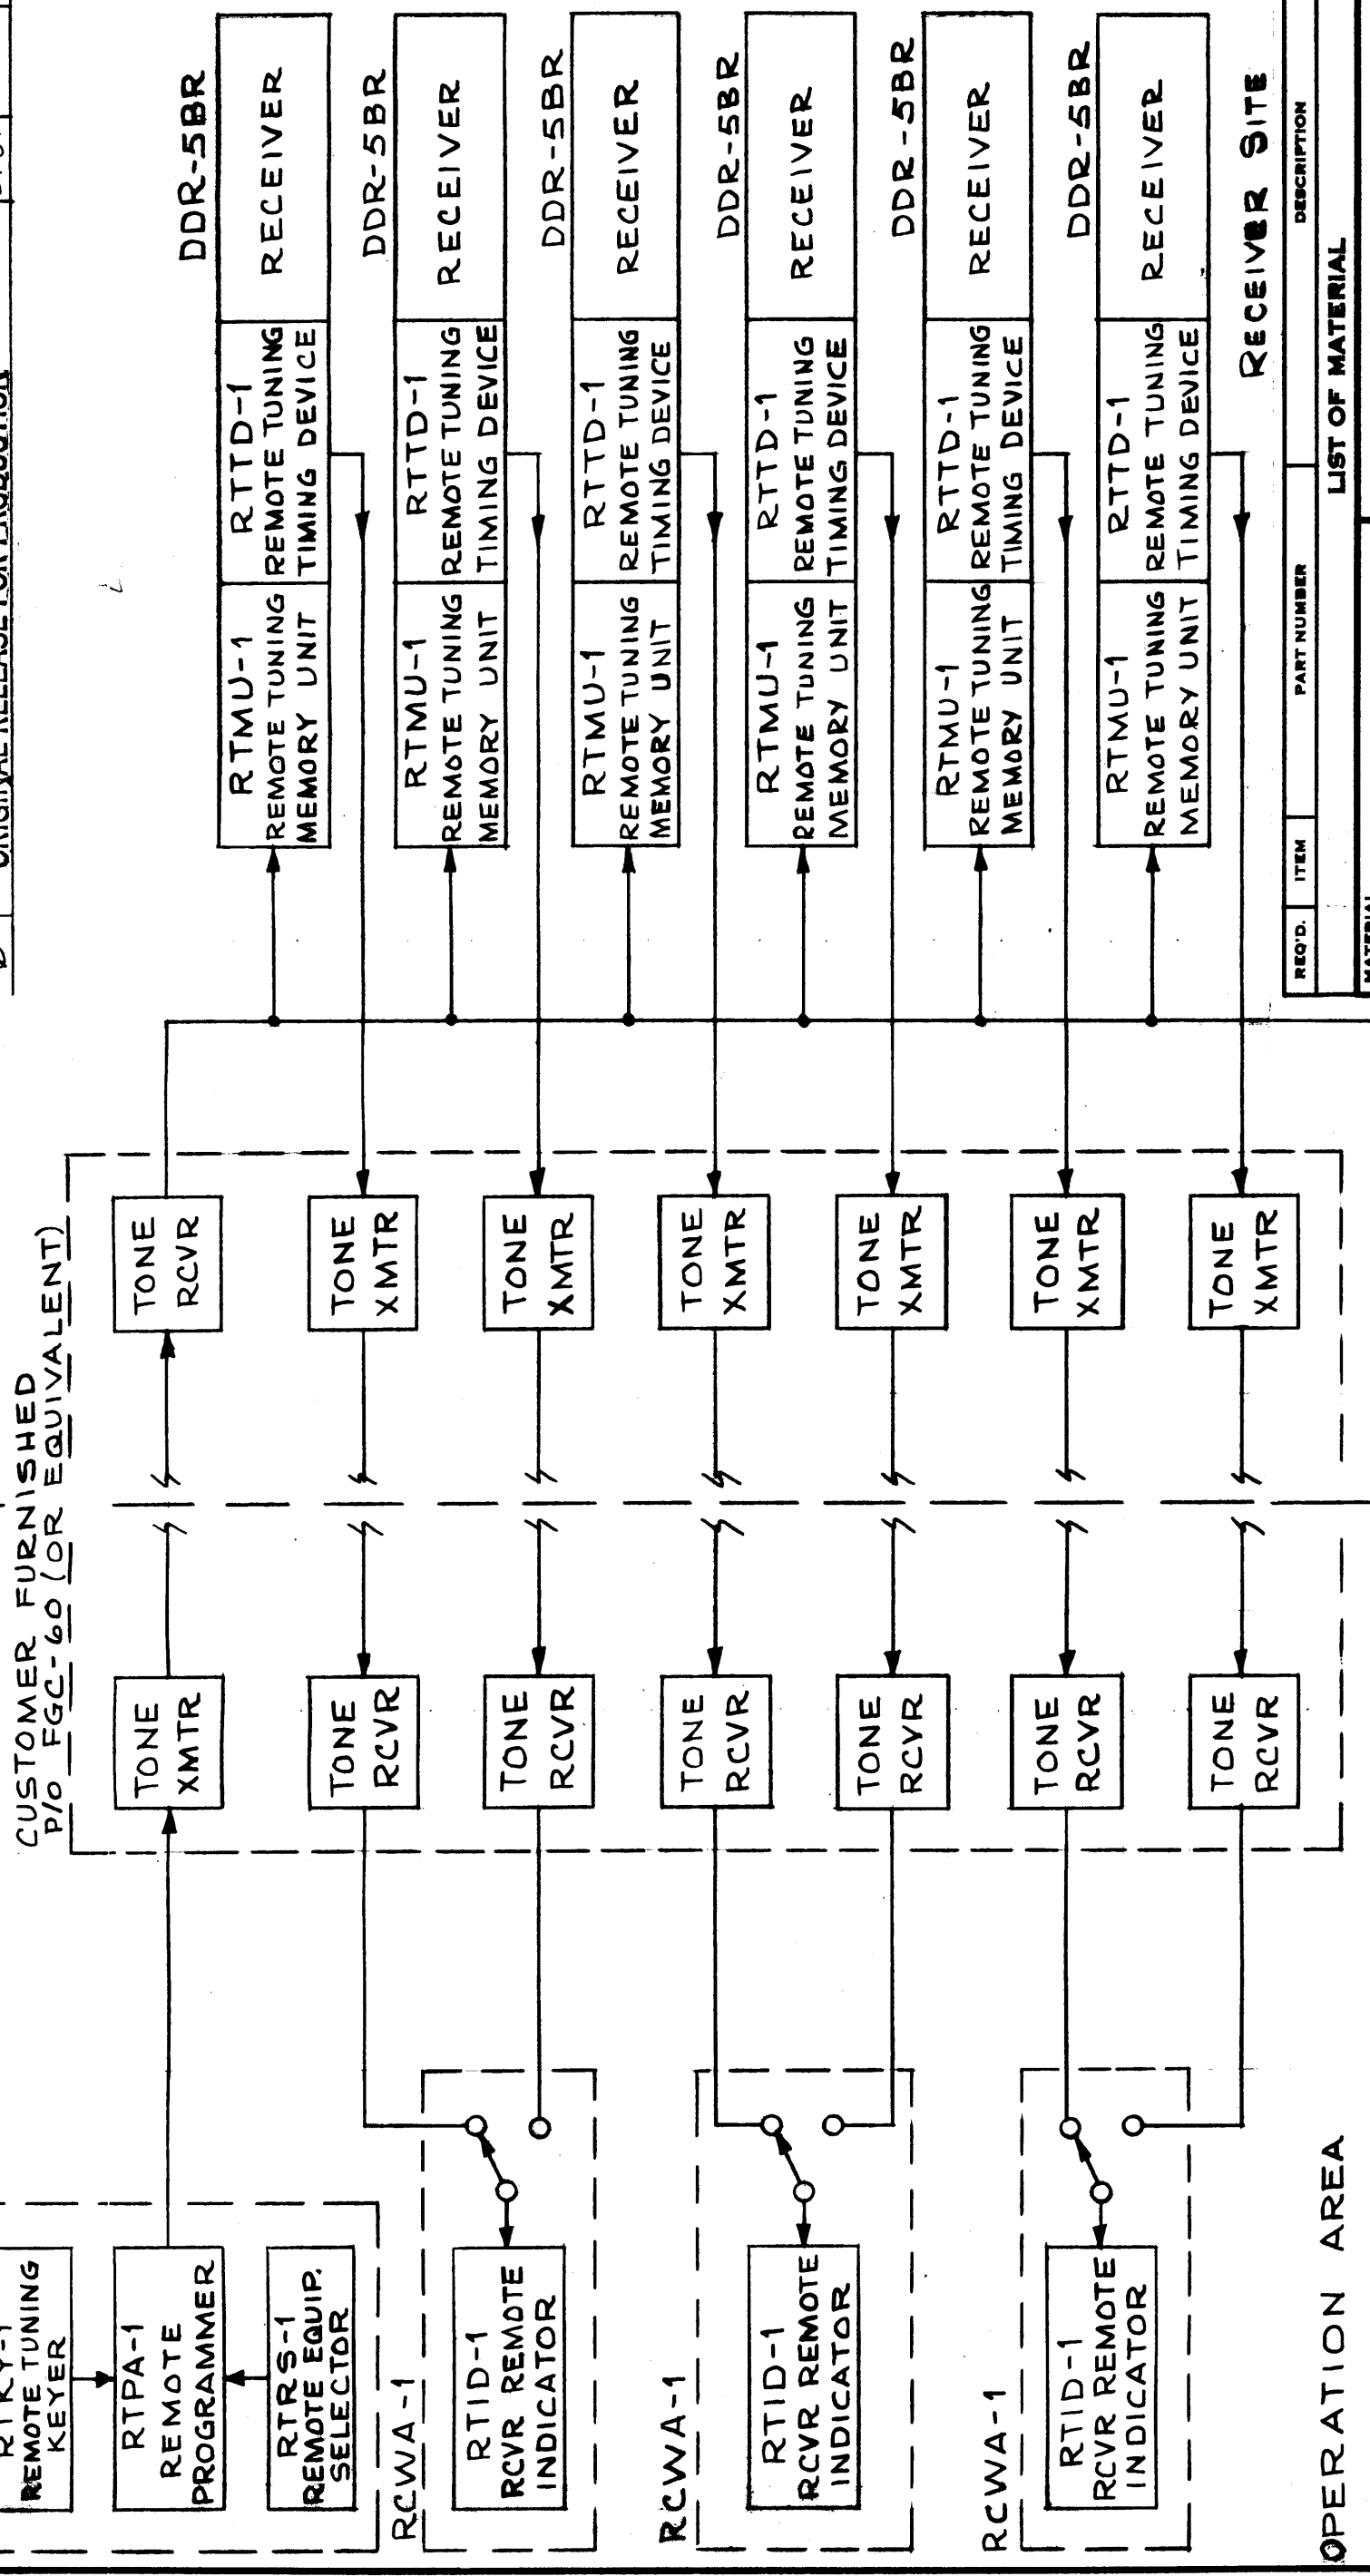 CUSTOMER FURNISHED
P/O FGC-60 (OR EQUIVALENT)
REMOTE TUNING
KEYER
RTPA-1
REMOTE
PROGRAMMER
RTRS-1
REMOTE EQUIP.
SELECTOR
TONE
XMTR
TONE
RCVR
DDR-5BR
RTMU-1
REMOTE TUNING
MEMORY UNIT
RTTD-1
REMOTE TUNING
TIMING DEVICE
RECEIVER
RCWA-1
RTID-1
RCVR REMOTE
INDICATOR
TONE
RCVR
TONE
XMTR
DDR-5BR
RTMU-1
REMOTE TUNING
MEMORY UNIT
RTTD-1
REMOTE TUNING
TIMING DEVICE
RECEIVER
TONE
RCVR
TONE
XMTR
DDR-5BR
RTMU-1
REMOTE TUNING
MEMORY UNIT
RTTD-1
REMOTE TUNING
TIMING DEVICE
RECEIVER
RCWA-1
RTID-1
RCVR REMOTE
INDICATOR
TONE
RCVR
TONE
XMTR
DDR-5BR
RTMU-1
REMOTE TUNING
MEMORY UNIT
RTTD-1
REMOTE TUNING
TIMING DEVICE
RECEIVER
TONE
RCVR
TONE
XMTR
DDR-5BR
RTMU-1
REMOTE TUNING
MEMORY UNIT
RTTD-1
REMOTE TUNING
TIMING DEVICE
RECEIVER
RCWA-1
RTID-1
RCVR REMOTE
INDICATOR
TONE
RCVR
TONE
XMTR
DDR-5BR
RTMU-1
REMOTE TUNING
MEMORY UNIT
RTTD-1
REMOTE TUNING
TIMING DEVICE
RECEIVER
TONE
RCVR
TONE
XMTR
OPERATION AREA
RECEIVER SITE
REQ'D. ITEM PART NUMBER DESCRIPTION
LIST OF MATERIAL
MATERIAL